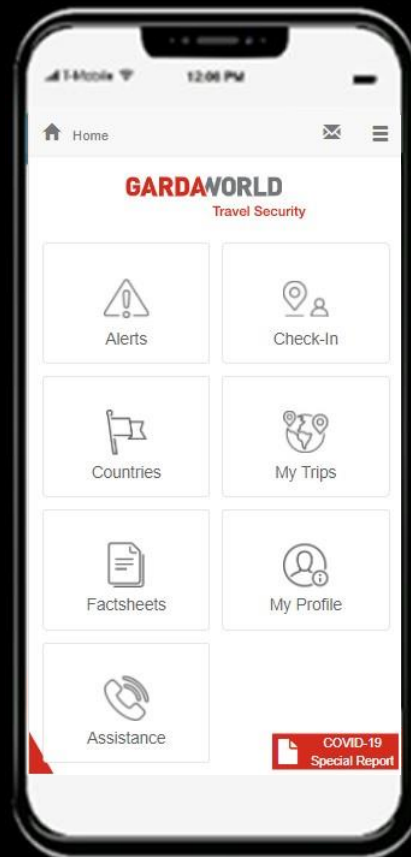 T-Mobile 12:06 PM
Home
GARDAWORLD
Travel Security
Alerts
Check-In
Countries
My Trips
Factsheets
My Profile
Assistance
COVID-19
Special Report